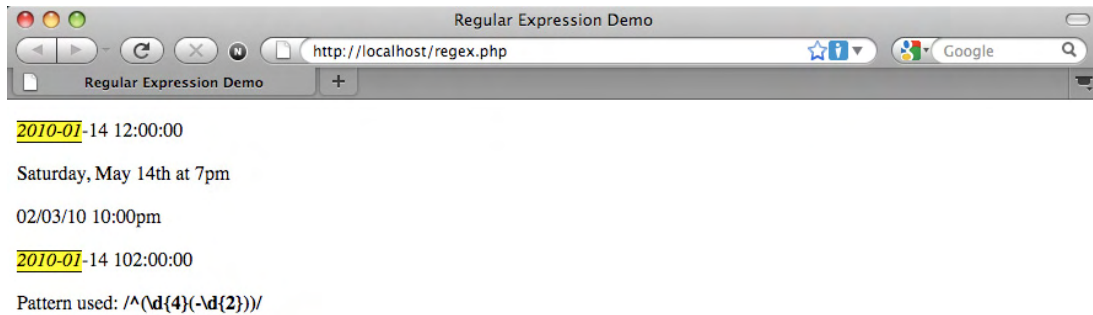 Regular Expression Demo
http://localhost/regex.php
Google
Regular Expression Demo
2010-01-14 12:00:00
Saturday, May 14th at 7pm
02/03/10 10:00pm
2010-01-14 102:00:00
Pattern used: /^(\d{4}(-\d{2}))/